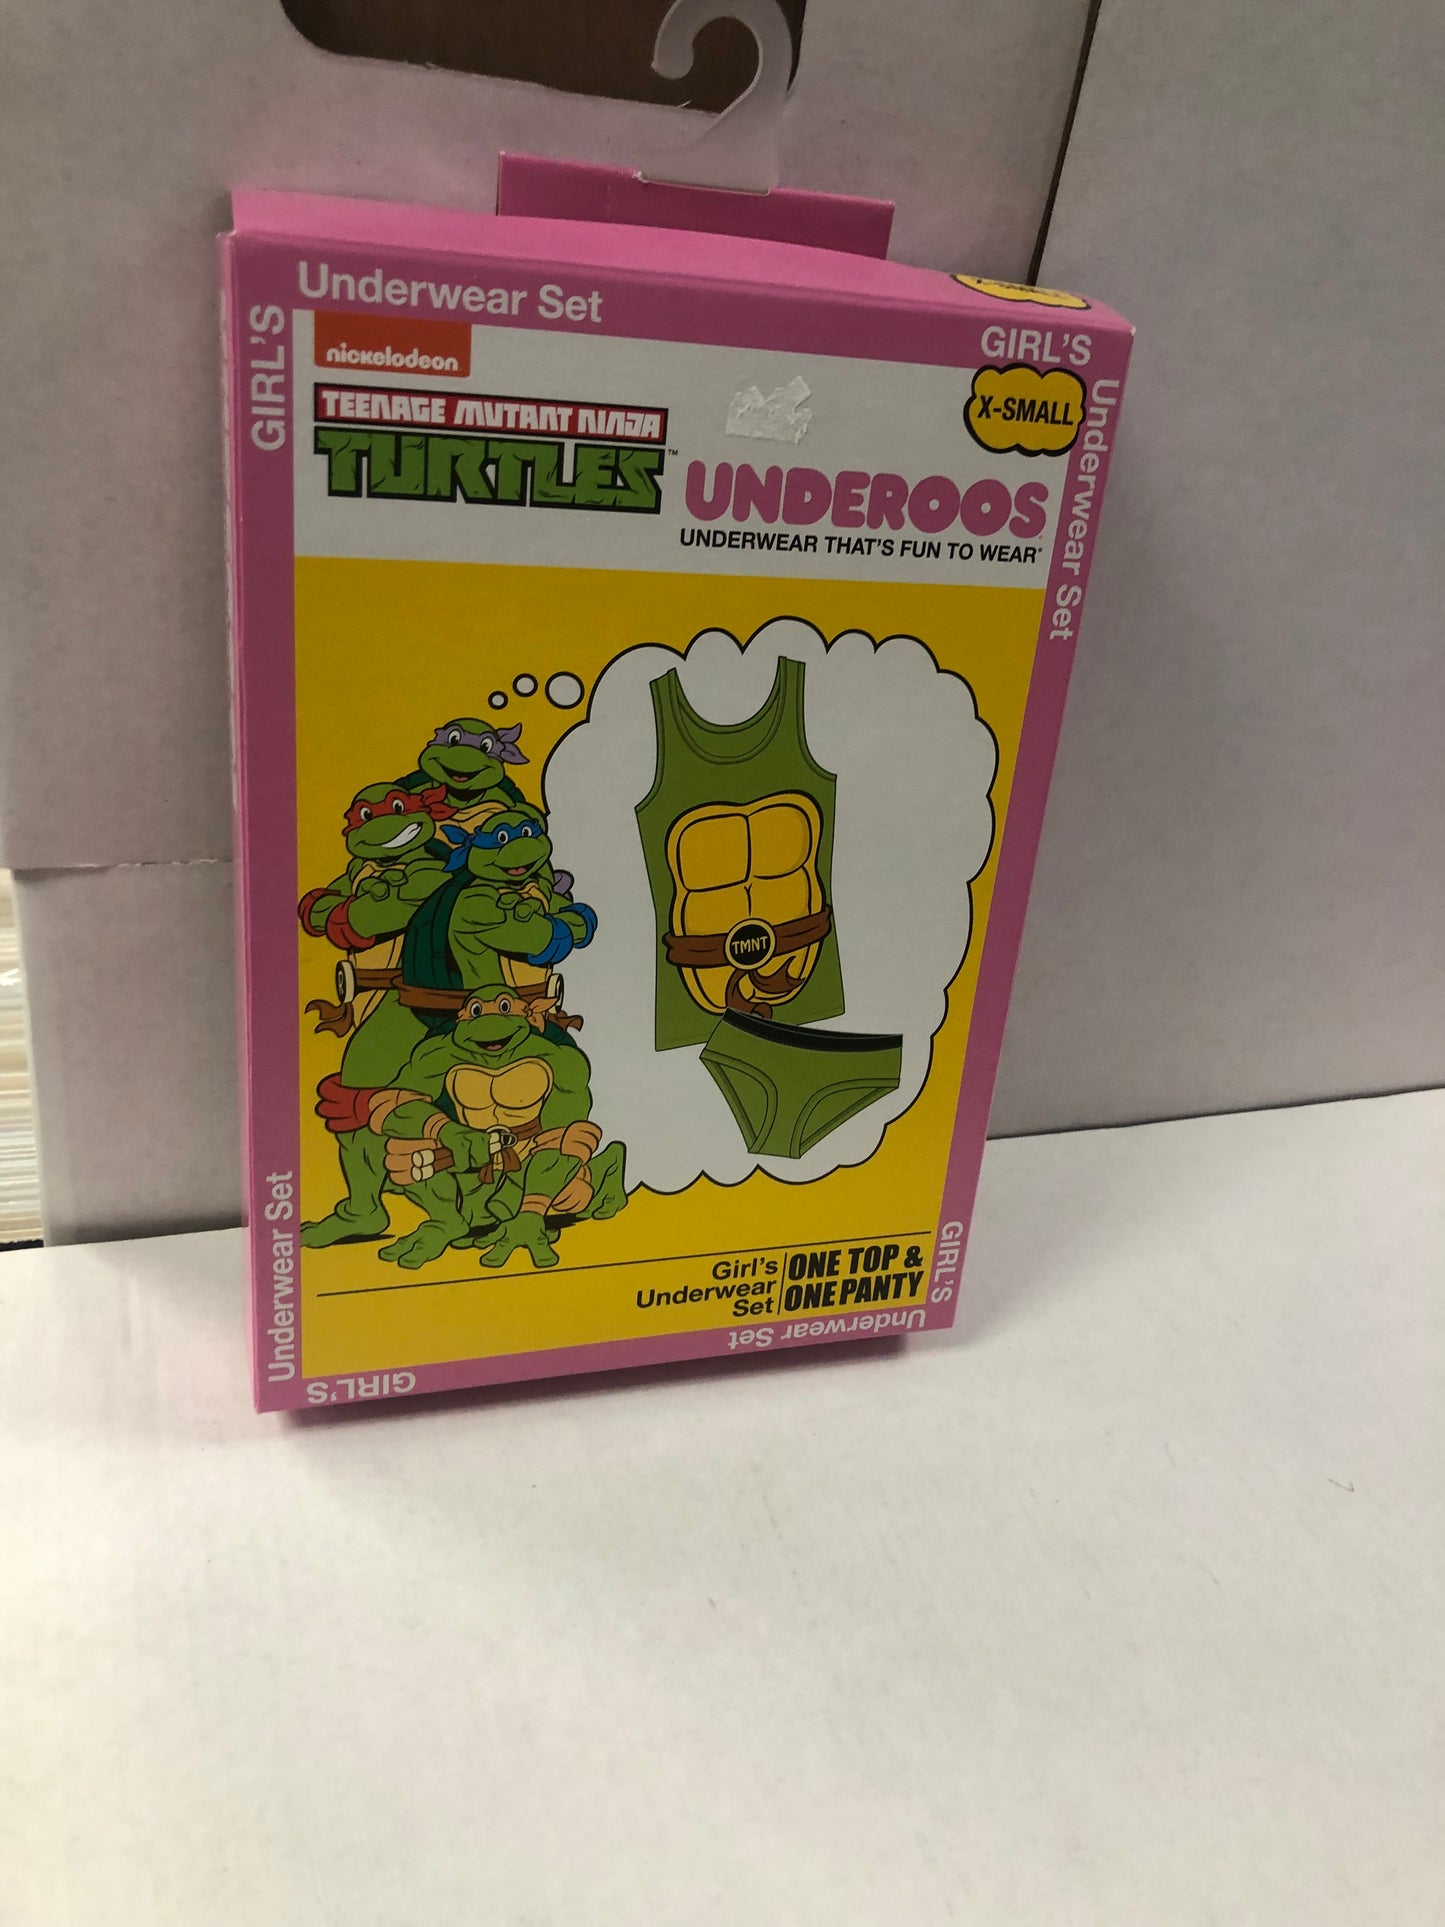 Underwear Set
GIRL'S
GIRL'S
nickelodeon
X-SMALL
TEENAGE MUTANT NINJA
TURTLES™
UNDEROOS
UNDERWEAR THAT'S FUN TO WEAR®
Underwear Set
TMNT
Underwear Set
GIRL'S
Girl's
Underwear
Set
ONE TOP &
ONE PANTY
Underwear Set
GIRL'S